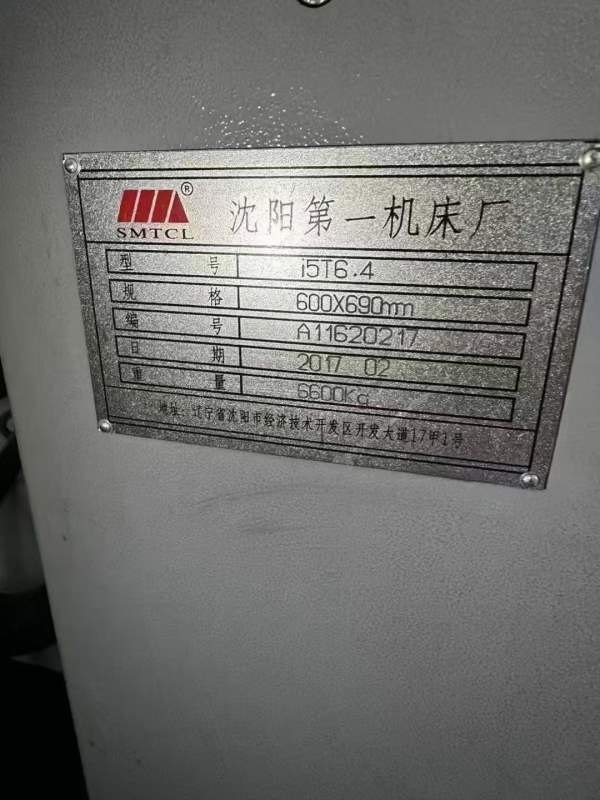 SMTCL ® 沈阳第一机床厂
型号 i5T6.4
规格 600X690mm
编号 A11620217
日期 2017 02
重量 6600Kg
地址: 辽宁省沈阳市经济技术开发区开发大道17甲1号